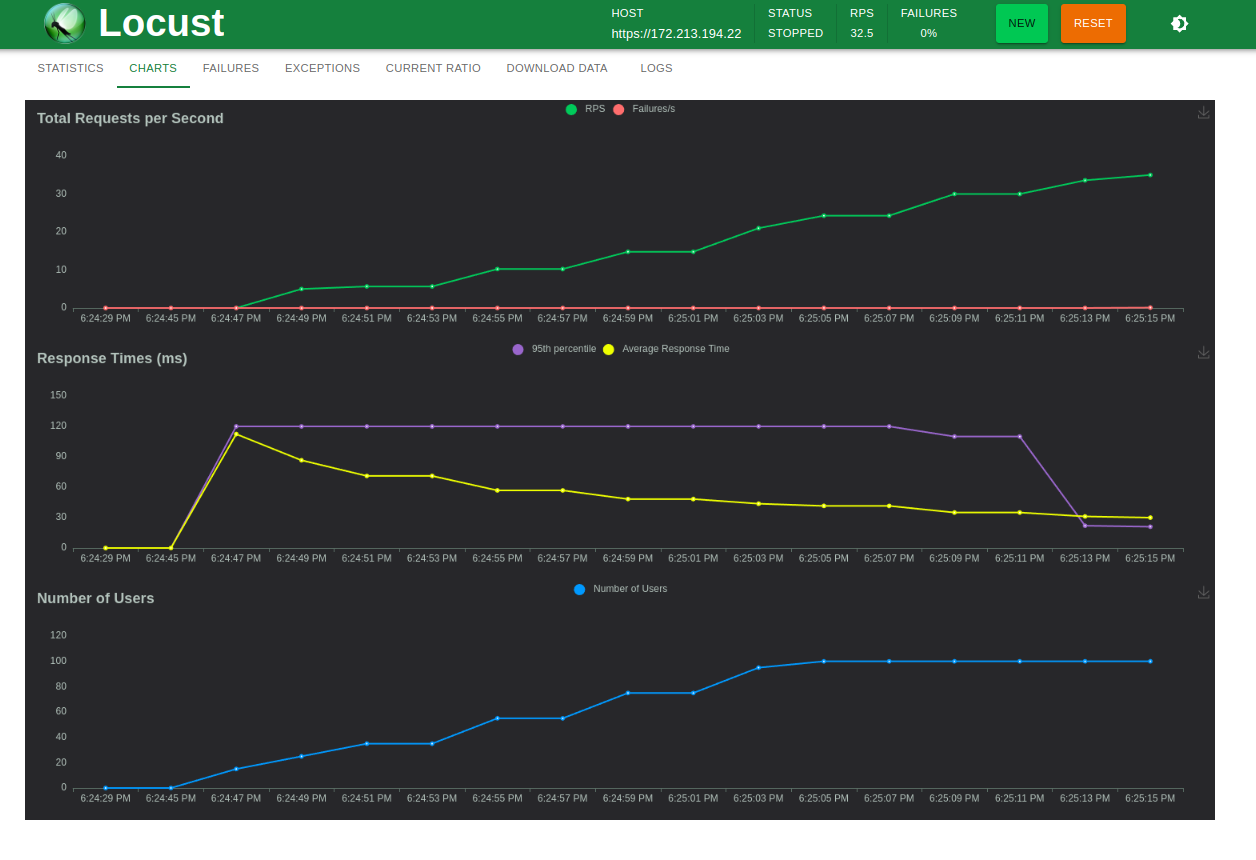 Locust
HOST
https://172.213.194.22
STATUS
STOPPED
RPS
32.5
FAILURES
0%
NEW
RESET
STATISTICS CHARTS FAILURES EXCEPTIONS CURRENT RATIO DOWNLOAD DATA LOGS
Total Requests per Second
RPS Failures/s
40
30
20
10
0
6:24:29 PM 6:24:45 PM 6:24:47 PM 6:24:49 PM 6:24:51 PM 6:24:53 PM 6:24:55 PM 6:24:57 PM 6:24:59 PM 6:25:01 PM 6:25:03 PM 6:25:05 PM 6:25:07 PM 6:25:09 PM 6:25:11 PM 6:25:13 PM 6:25:15 PM
Response Times (ms)
95th percentile Average Response Time
150
120
90
60
30
0
6:24:29 PM 6:24:45 PM 6:24:47 PM 6:24:49 PM 6:24:51 PM 6:24:53 PM 6:24:55 PM 6:24:57 PM 6:24:59 PM 6:25:01 PM 6:25:03 PM 6:25:05 PM 6:25:07 PM 6:25:09 PM 6:25:11 PM 6:25:13 PM 6:25:15 PM
Number of Users
Number of Users
120
100
80
60
40
20
0
6:24:29 PM 6:24:45 PM 6:24:47 PM 6:24:49 PM 6:24:51 PM 6:24:53 PM 6:24:55 PM 6:24:57 PM 6:24:59 PM 6:25:01 PM 6:25:03 PM 6:25:05 PM 6:25:07 PM 6:25:09 PM 6:25:11 PM 6:25:13 PM 6:25:15 PM